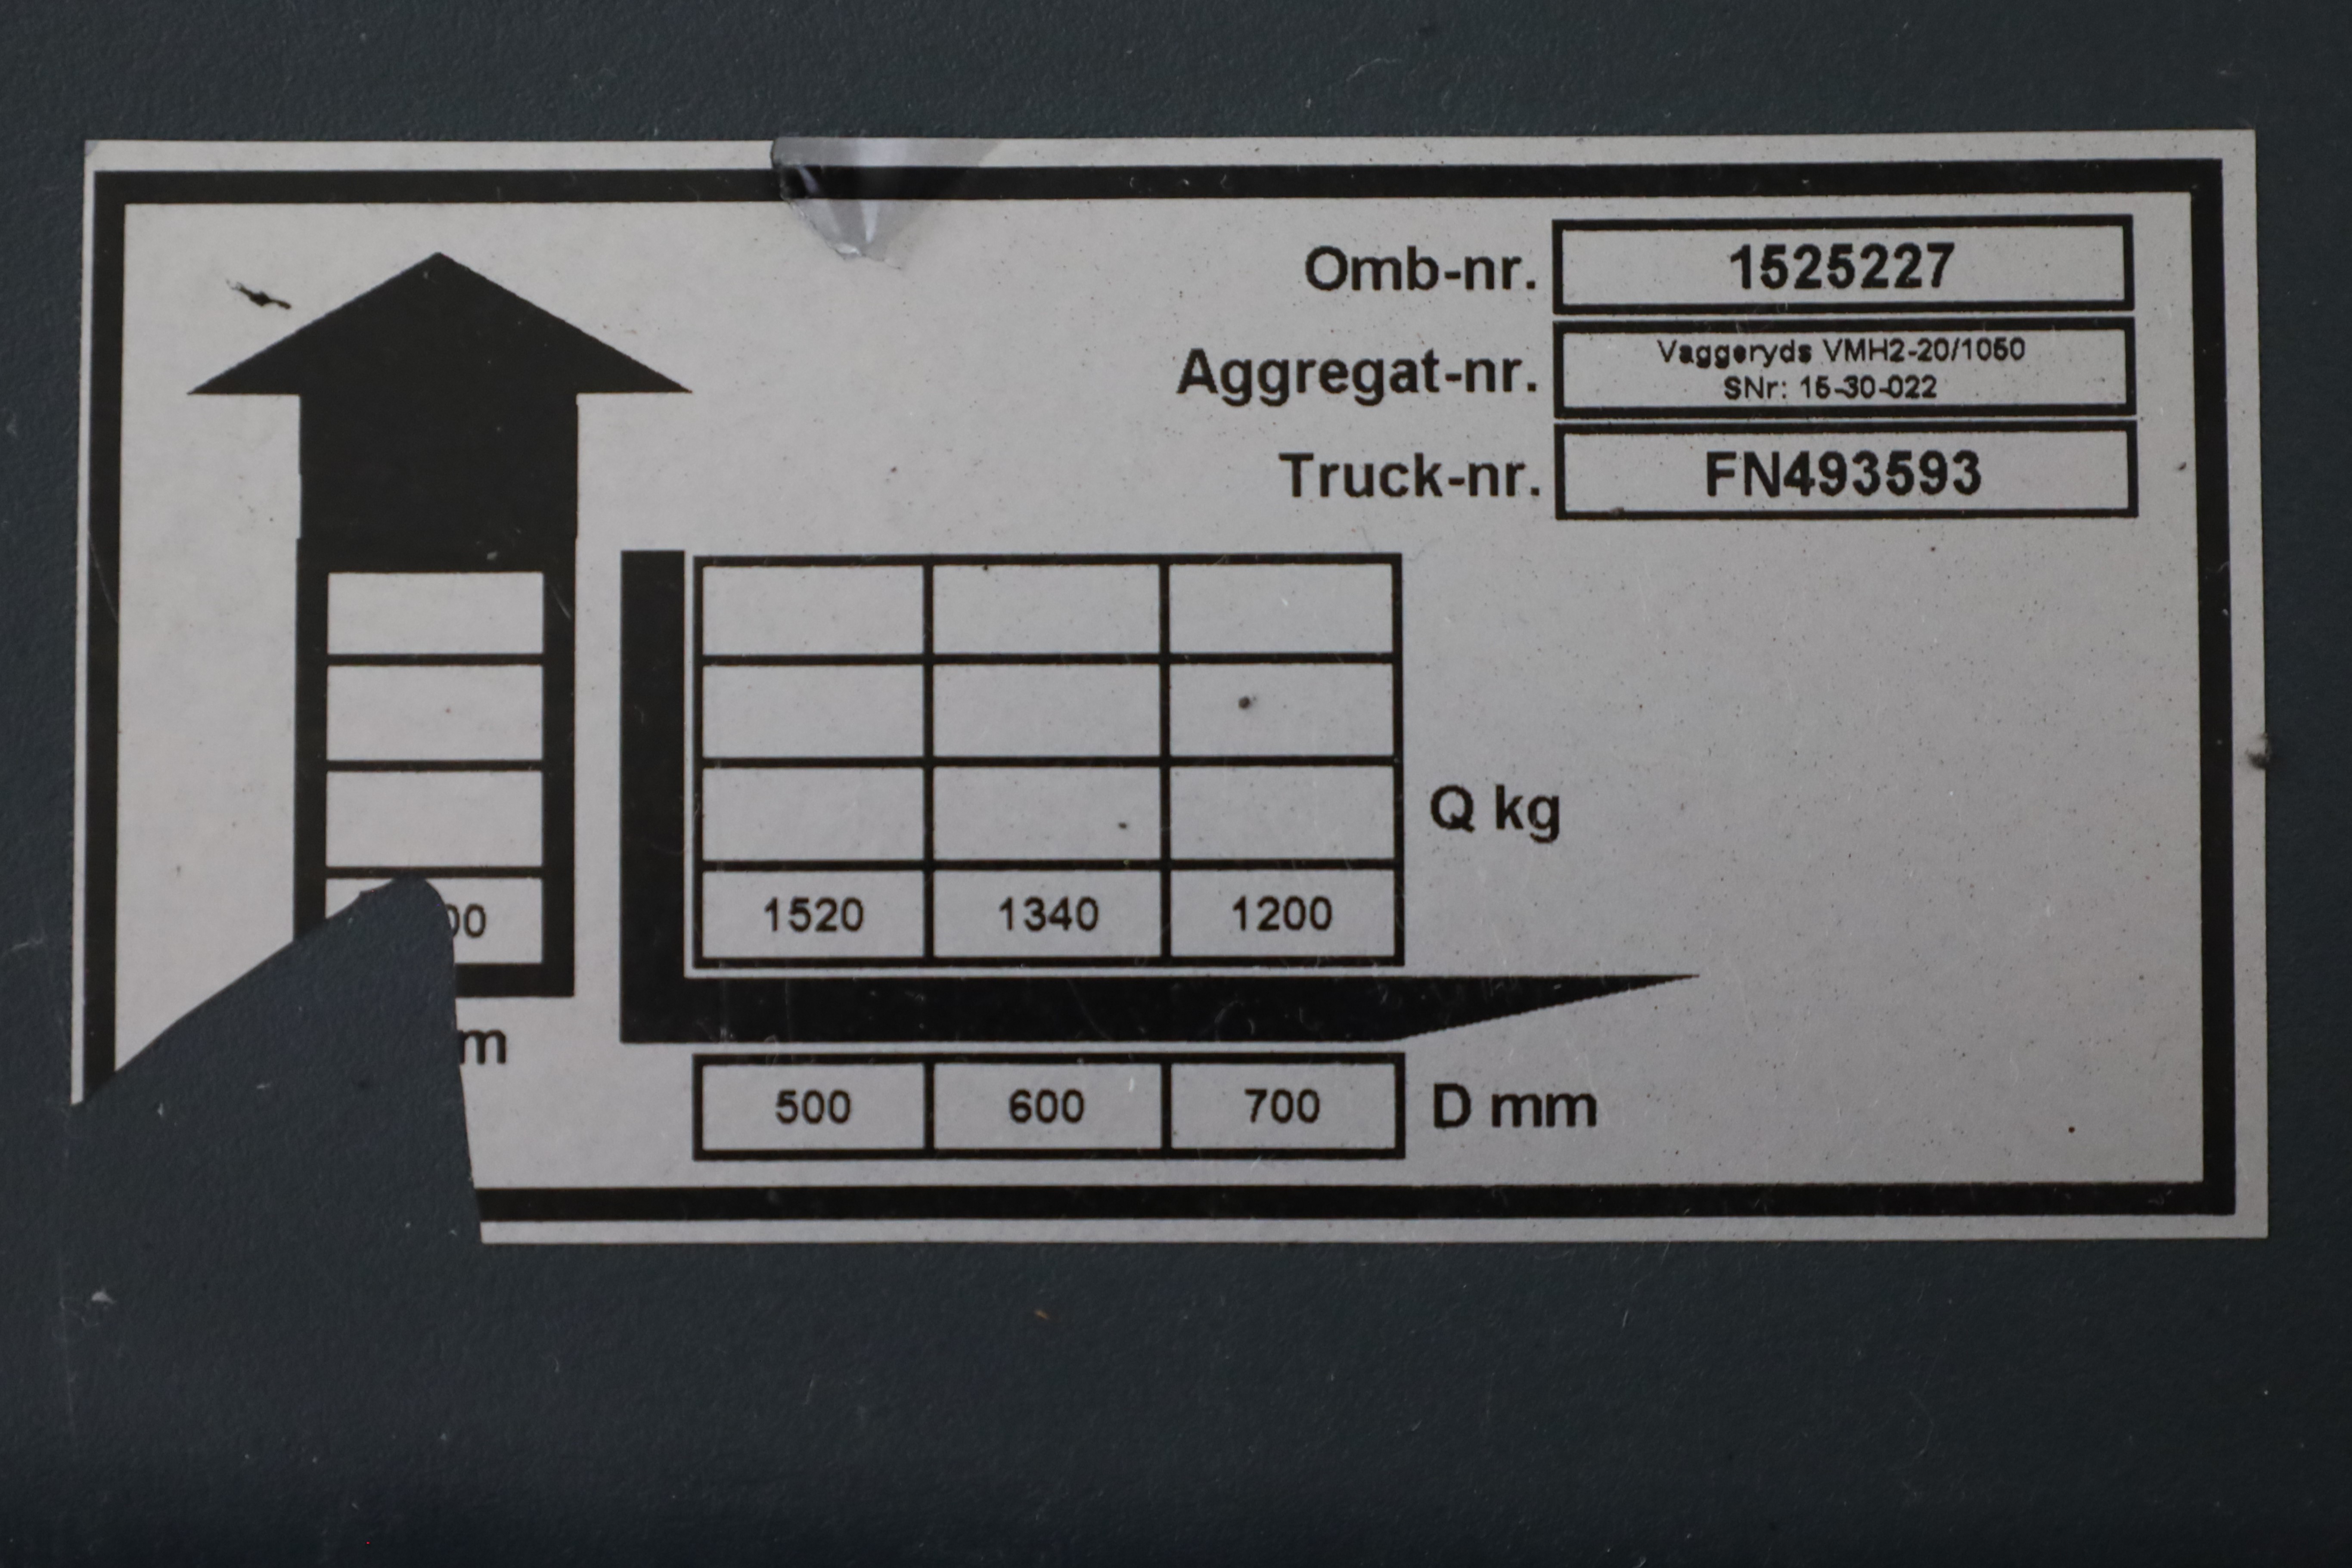 Omb-nr. 1525227
Aggregat-nr. Vaggeryds VMH2-20/1050
SNr: 15-30-022
Truck-nr. FN493593
Q kg
00 1520 1340 1200
m
500 600 700 D mm